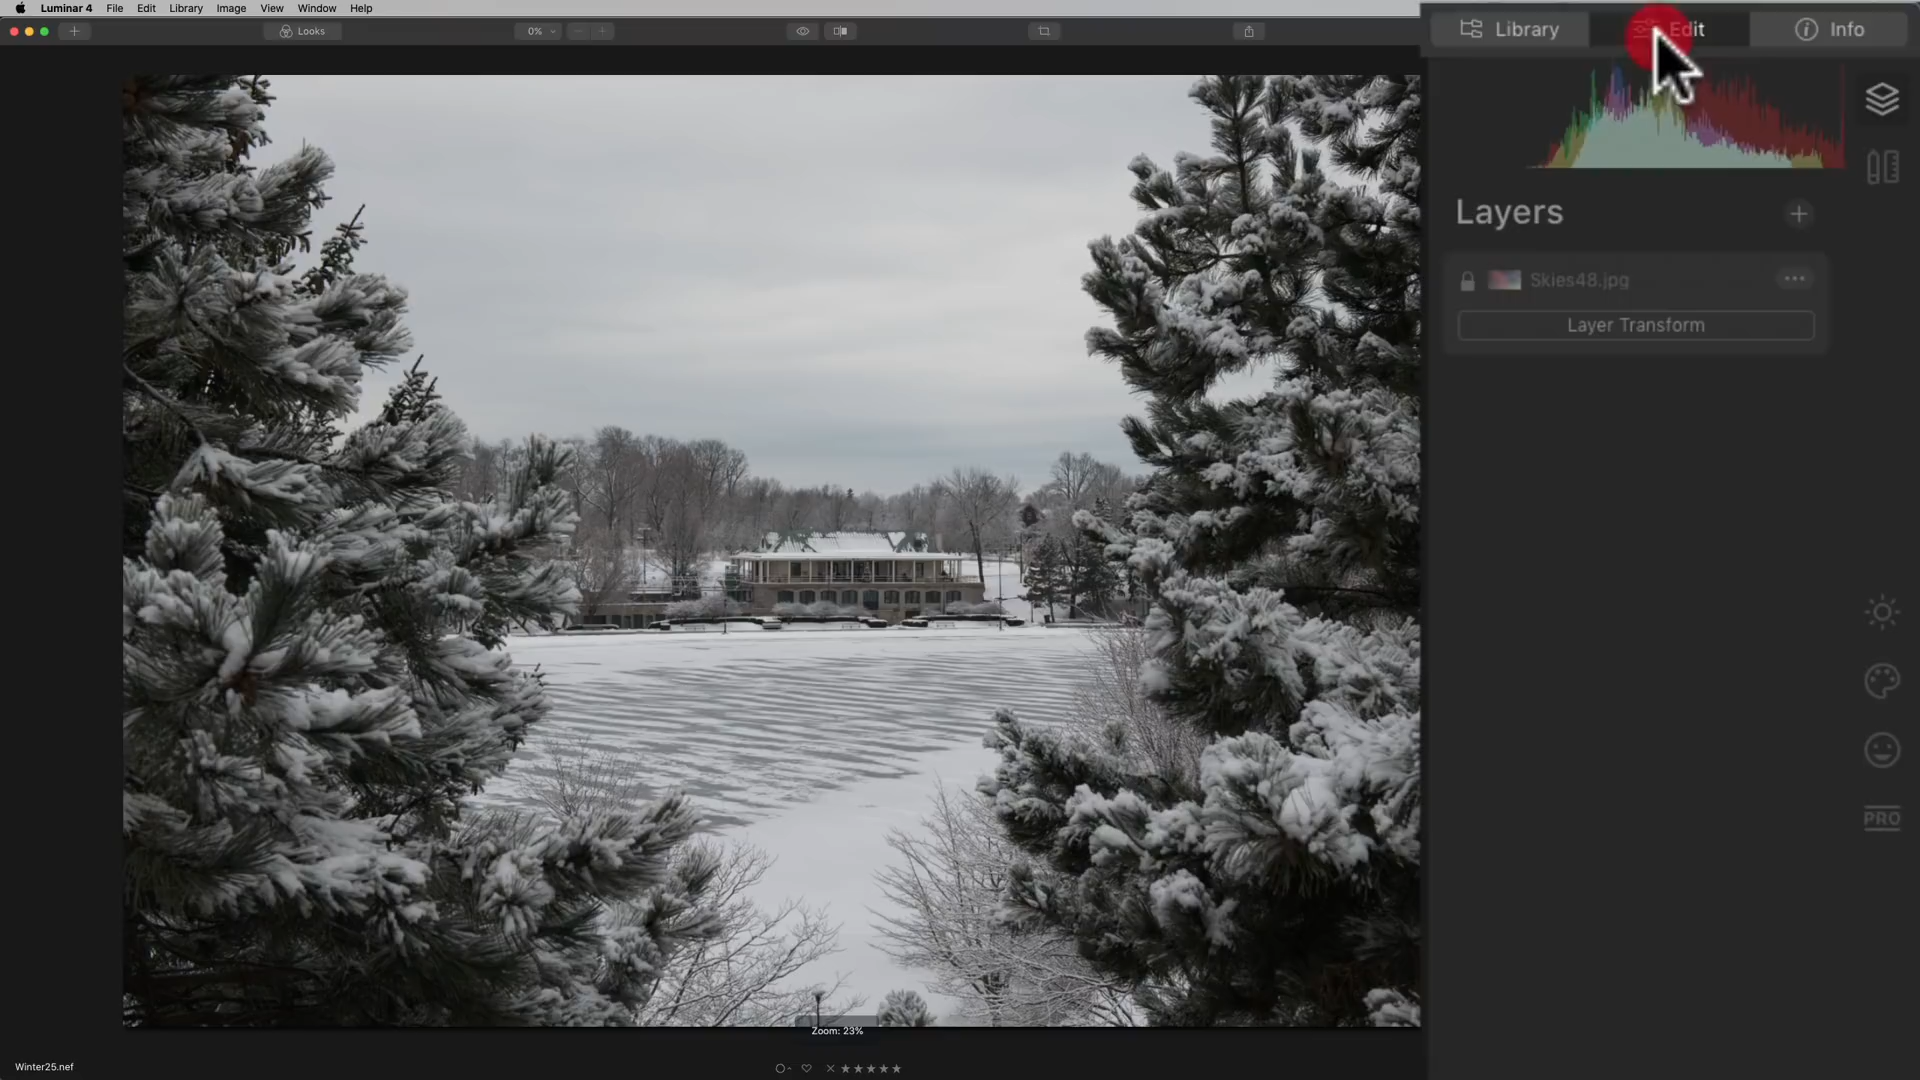 Luminar 4 File Edit Library Image View Window Help
Looks
0%
Library
Edit
Info
Layers
Skies48.jpg
Layer Transform
PRO
Zoom: 23%
Winter25.nef